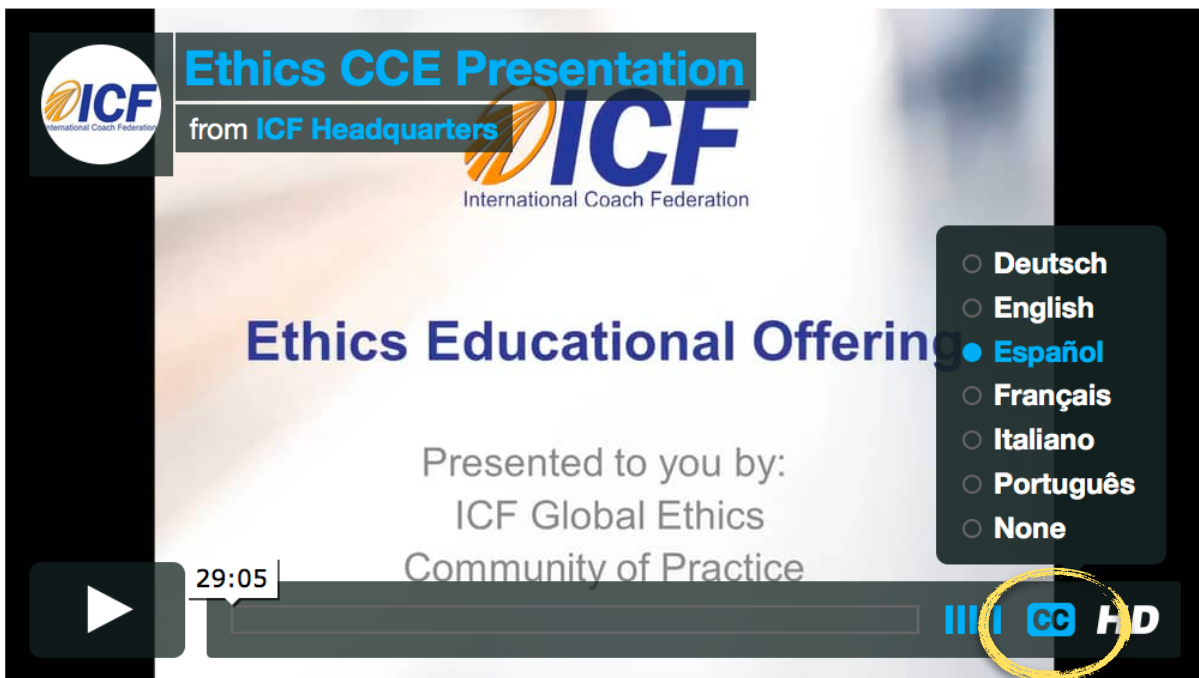 Ethics CCE Presentation
ICF
International Coach Federation
from ICF Headquarters
ICF
International Coach Federation
Deutsch
English
Español
Français
Italiano
Português
None
Ethics Educational Offering
Presented to you by:
ICF Global Ethics
Community of Practice
29:05
CC HD